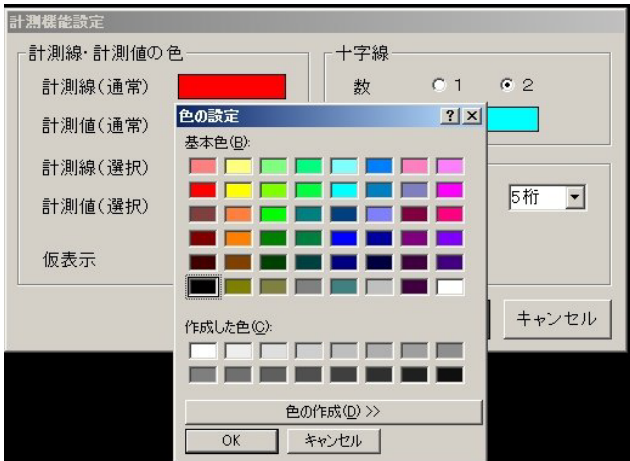 計測機能設定
計測線・計測値の色
計測線(通常)
計測値(通常)
計測線(選択)
計測値(選択)
仮表示
十字線
数 1 2
5桁
キャンセル
色の設定
基本色(B):
作成した色(C):
色の作成(D) >>
OK キャンセル